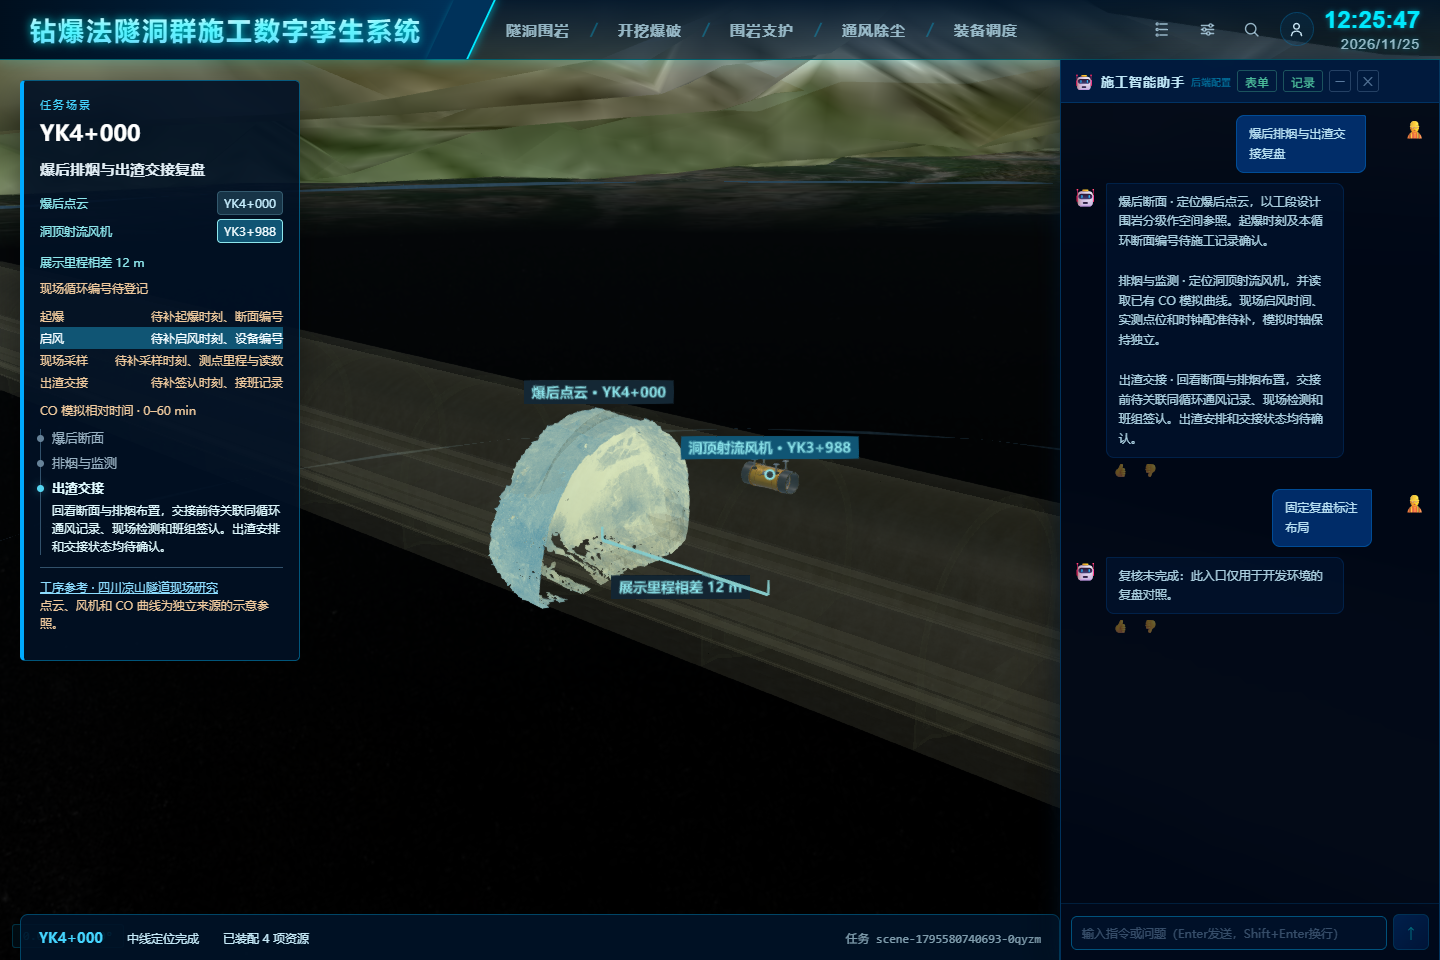 钻爆法隧洞群施工数字孪生系统
隧洞围岩 / 开挖爆破 / 围岩支护 / 通风除尘 / 装备调度
12:25:47
2026/11/25
任务场景
YK4+000
爆后排烟与出渣交接复盘
爆后点云 YK4+000
洞顶射流风机 YK3+988
展示里程相差 12 m
现场循环编号待登记
起爆 待补起爆时刻、断面编号
启风 待补启风时刻、设备编号
现场采样 待补采样时刻、测点里程与读数
出渣交接 待补签认时刻、接班记录
CO 模拟相对时间 · 0–60 min
爆后断面
排烟与监测
出渣交接
回看断面与排烟布置，交接前待关联同循环
通风记录、现场检测和班组签认。出渣安排
和交接状态均待确认。
工序参考 · 四川凉山隧道现场研究
点云、风机和 CO 曲线为独立来源的示意参
照。
爆后点云 · YK4+000
洞顶射流风机 · YK3+988
展示里程相差 12 m
施工智能助手 后端配置 表单 记录
爆后排烟与出渣交
接复盘
爆后断面 · 定位爆后点云，以工段设计
围岩分级作空间参照。起爆时刻及本循
环断面编号待施工记录确认。
排烟与监测 · 定位洞顶射流风机，并读
取已有 CO 模拟曲线。现场启风时间、
实测点位和时钟配准待补，模拟时轴保
持独立。
出渣交接 · 回看断面与排烟布置，交接
前待关联同循环通风记录、现场检测和
班组签认。出渣安排和交接状态均待确
认。
固定复盘标注
布局
复核未完成：此入口仅用于开发环境的
复盘对照。
输入指令或问题（Enter发送，Shift+Enter换行）
YK4+000 中线定位完成 已装配 4 项资源 任务 scene-1795580740693-0qyzm